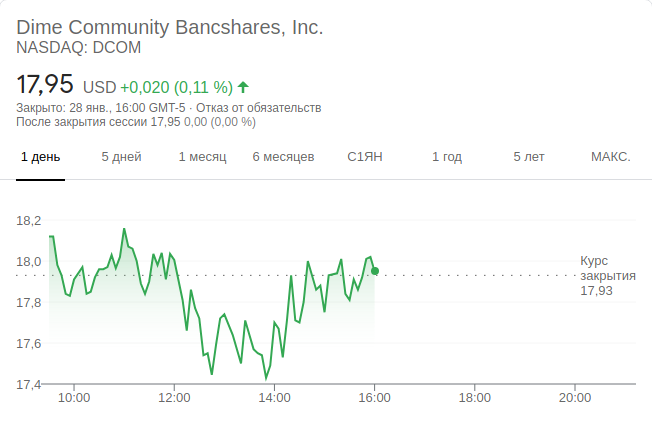 Dime Community Bancshares, Inc.
NASDAQ: DCOM
17,95 USD +0,020 (0,11 %)
Закрыто: 28 янв., 16:00 GMT-5 · Отказ от обязательств
После закрытия сессии 17,95 0,00 (0,00 %)
1 день 5 дней 1 месяц 6 месяцев С1ЯН 1 год 5 лет МАКС.
18,2
18,0
17,8
17,6
17,4
Курс
закрытия
17,93
10:00 12:00 14:00 16:00 18:00 20:00